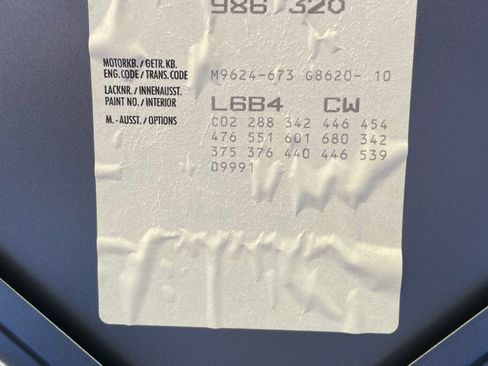 986 320
MOTORKB. / GETR. KB.
ENG. CODE / TRANS. CODE M9624-673 G8620- 10
LACKNR. / INNENAUSST.
PAINT NO. / INTERIOR L6B4 CW
M. - AUSST. / OPTIONS C02 288 342 446 454
476 551 601 680 342
375 376 440 446 539
09991